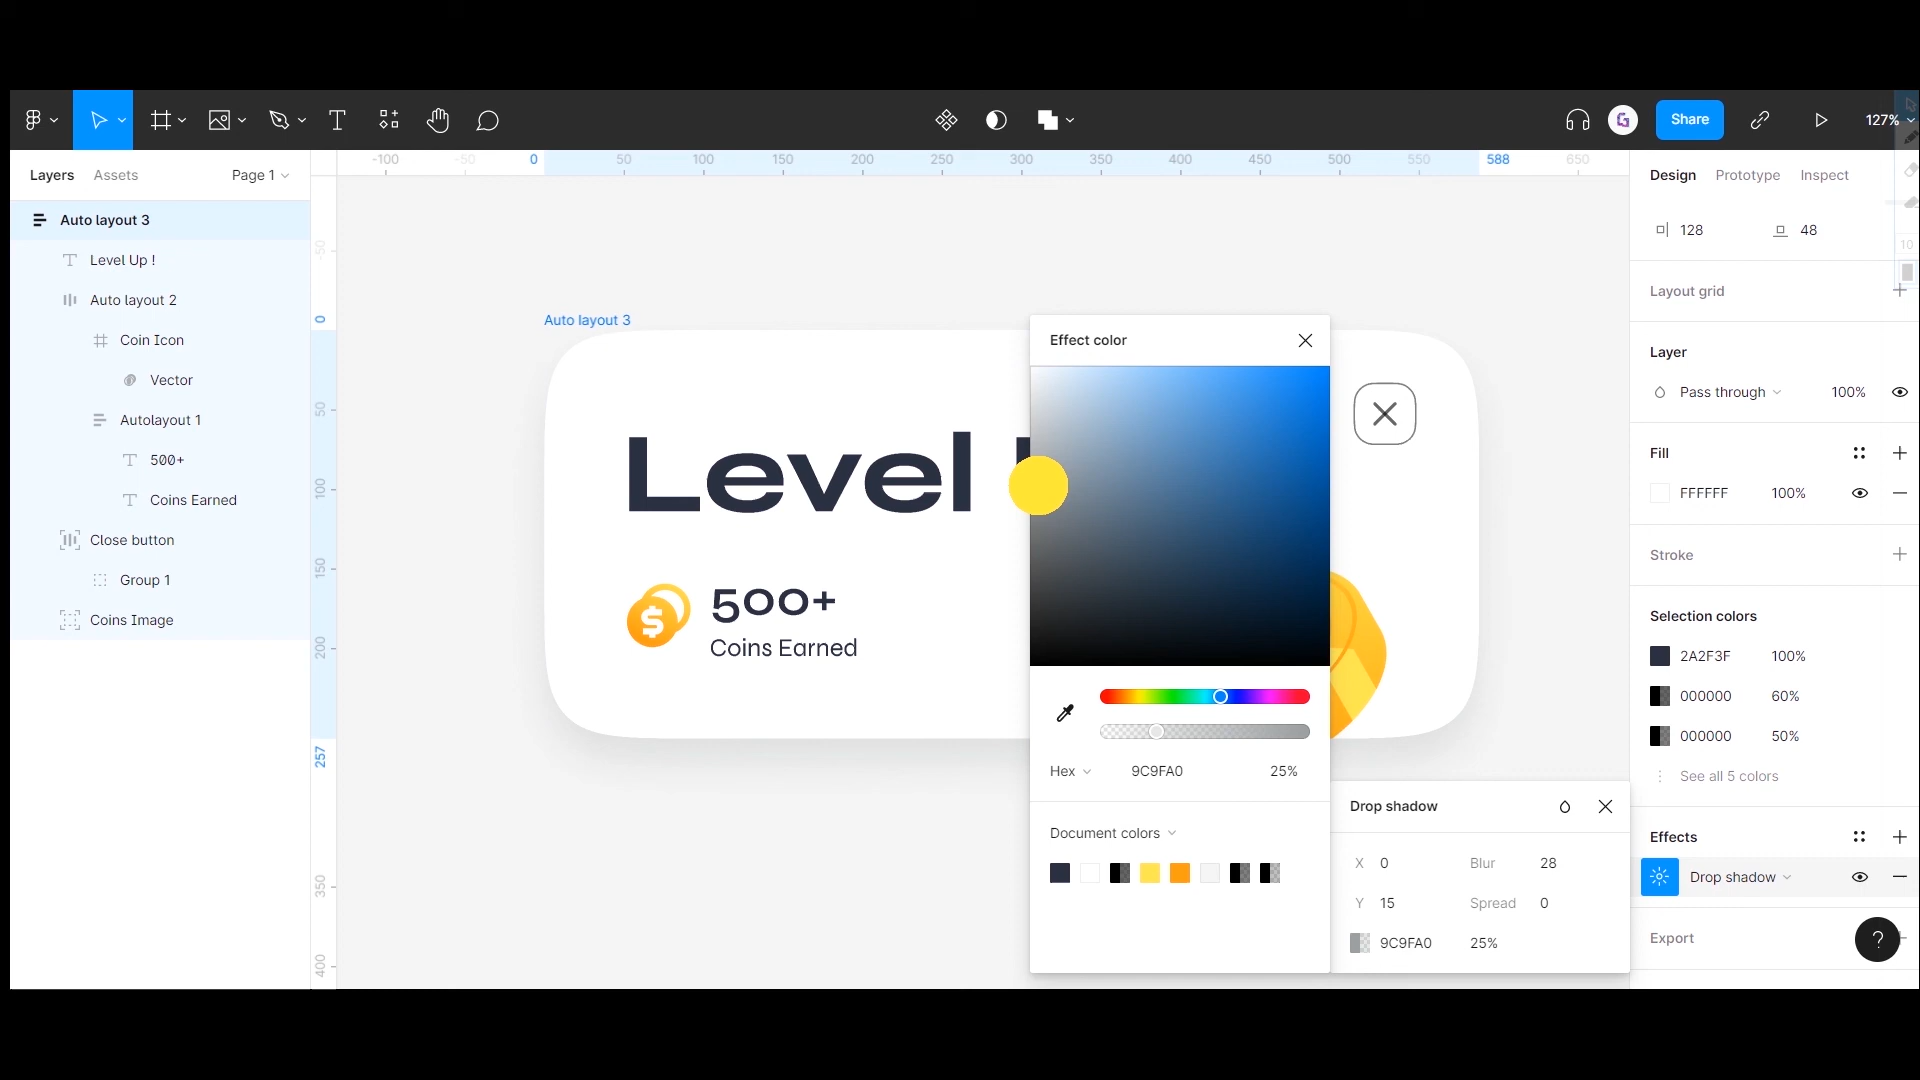 Share
127%
Layers Assets Page 1
-100 -50 0 50 100 150 200 250 300 350 400 450 500 550 588 650
Design Prototype Inspect
Auto layout 3
Level Up !
Auto layout 2
Coin Icon
Vector
Autolayout 1
500+
Coins Earned
Close button
Group 1
Coins Image
-50
0
50
100
150
200
257
350
400
Auto layout 3
Level
500+
Coins Earned
Effect color
Hex 9C9FA0 25%
Document colors
Drop shadow
X 0 Blur 28
Y 15 Spread 0
9C9FA0 25%
128 48
10
Layout grid
Layer
Pass through 100%
Fill
FFFFFF 100%
Stroke
Selection colors
2A2F3F 100%
000000 60%
000000 50%
See all 5 colors
Effects
Drop shadow
Export
?